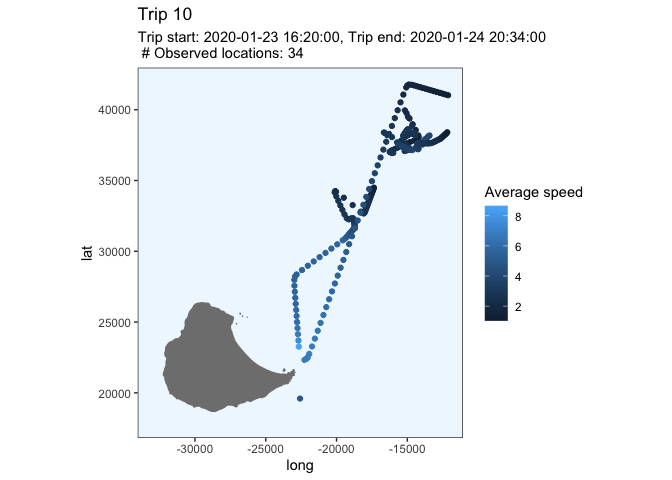 Trip 10
Trip start: 2020-01-23 16:20:00, Trip end: 2020-01-24 20:34:00
# Observed locations: 34
40000
35000
30000
25000
20000
lat
-30000 -25000 -20000 -15000
long
Average speed
8
6
4
2